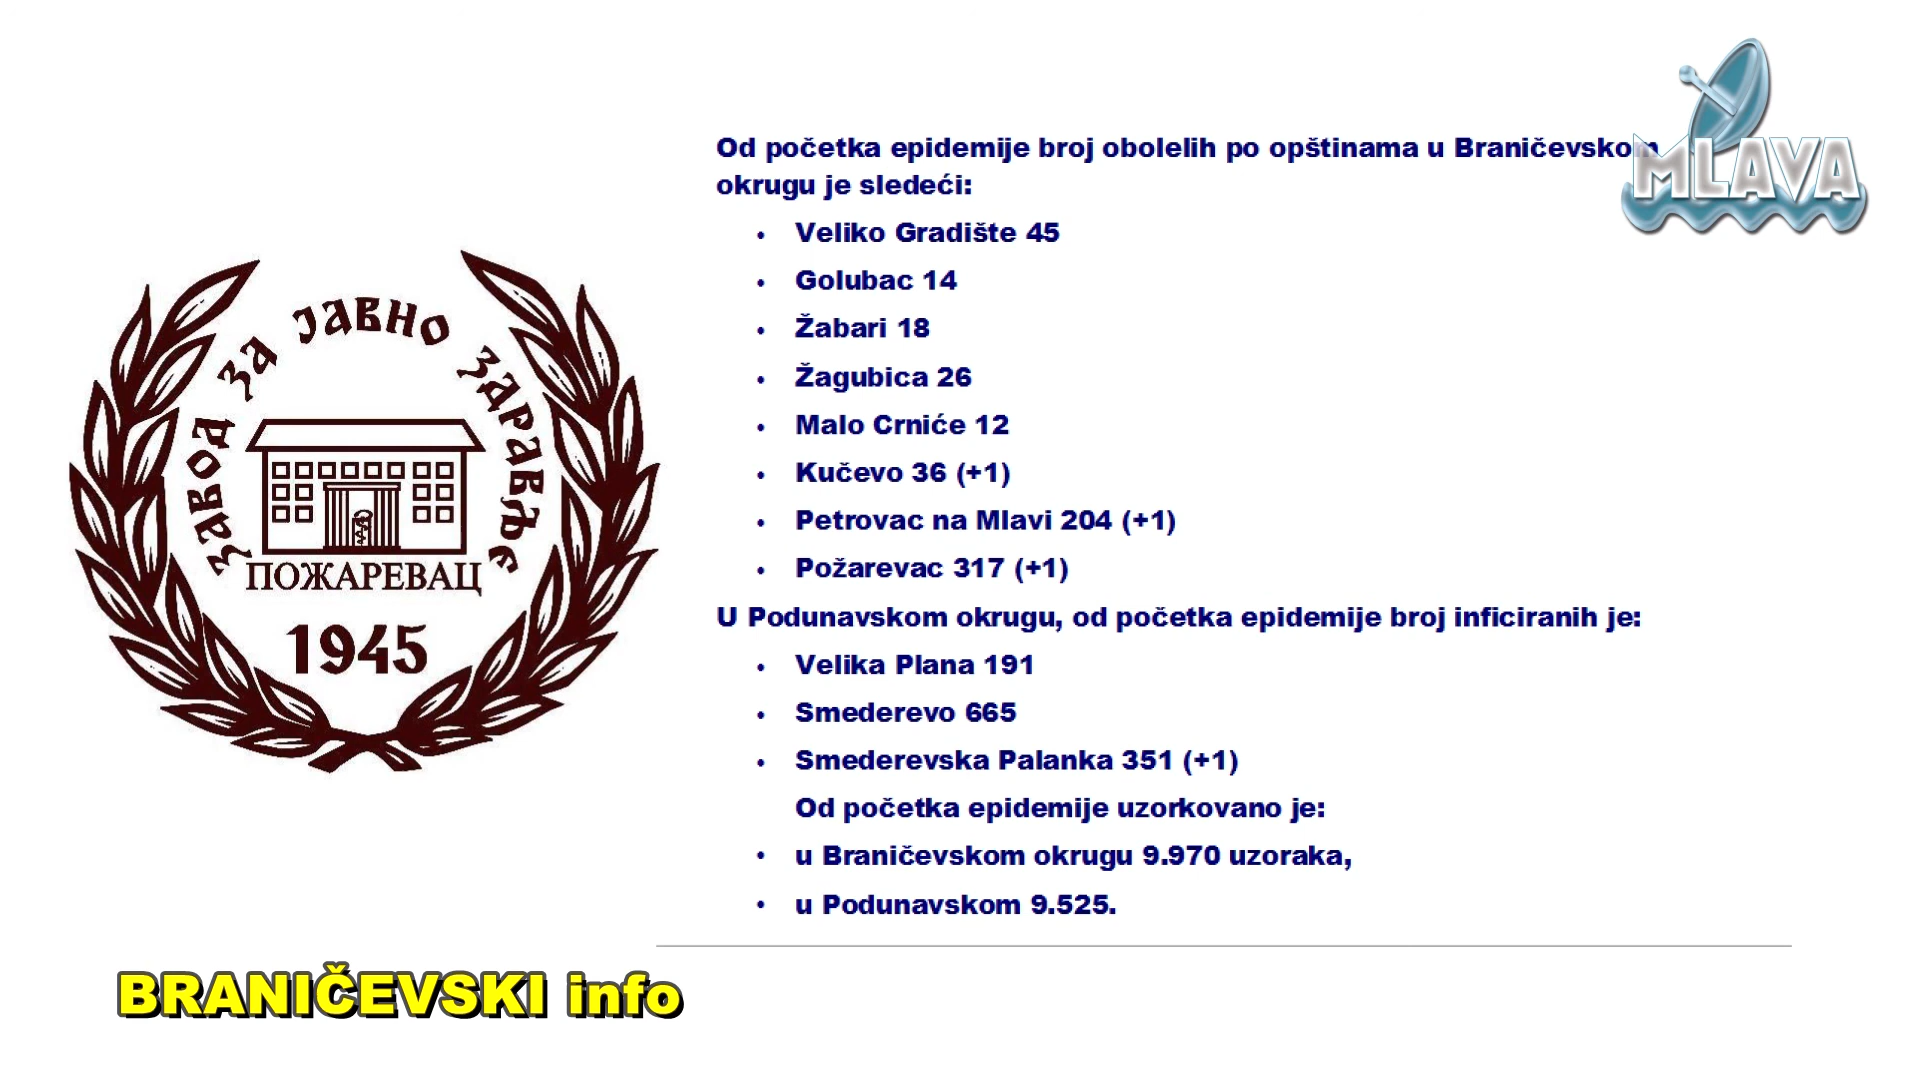 MLAVA
Od početka epidemije broj obolelih po opštinama u Braničevskom
okrugu je sledeći:
• Veliko Gradište 45
• Golubac 14
• Žabari 18
• Žagubica 26
• Malo Crniće 12
• Kučevo 36 (+1)
• Petrovac na Mlavi 204 (+1)
• Požarevac 317 (+1)
U Podunavskom okrugu, od početka epidemije broj inficiranih je:
• Velika Plana 191
• Smederevo 665
• Smederevska Palanka 351 (+1)
Od početka epidemije uzorkovano je:
• u Braničevskom okrugu 9.970 uzoraka,
• u Podunavskom 9.525.
завод за јавно здравље
ПОЖАРЕВАЦ
1945
BRANIČEVSKI info